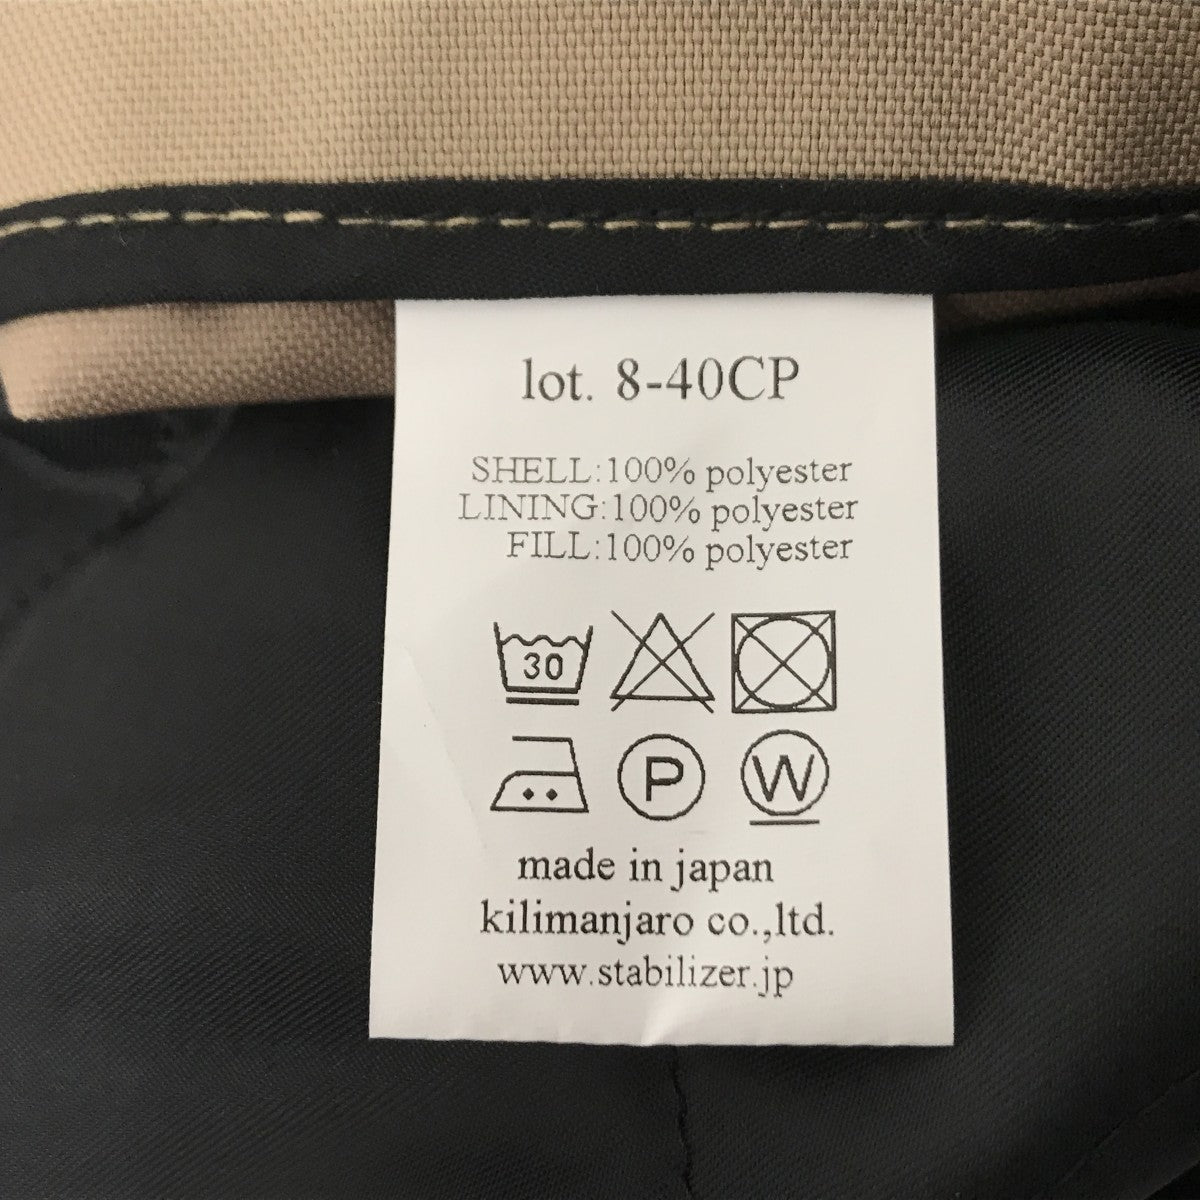 lot. 8-40CP
SHELL:100% polyester
LINING:100% polyester
FILL:100% polyester
30
P W
made in japan
kilimanjaro co.,ltd.
www.stabilizer.jp